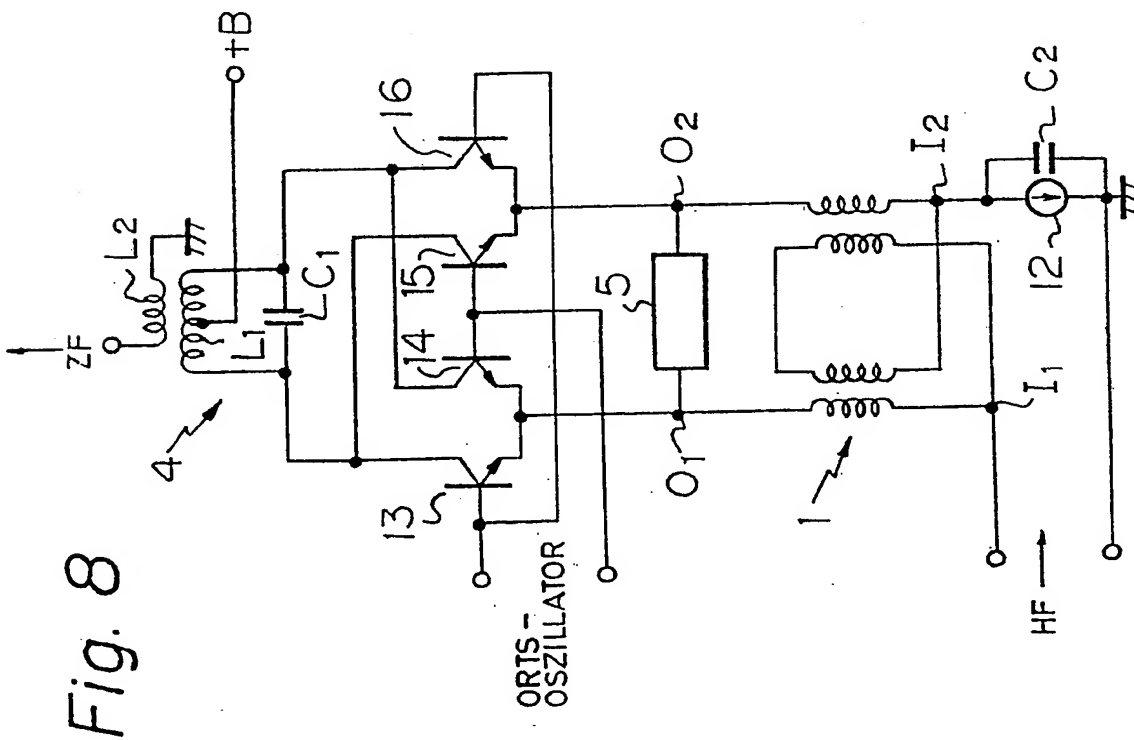 Fig. 8
ZF
L2
+B
4
L1
C1
16
15
14
13
ORTS-
OSZILLATOR
5
O1
O2
1
I1
I2
12
C2
HF